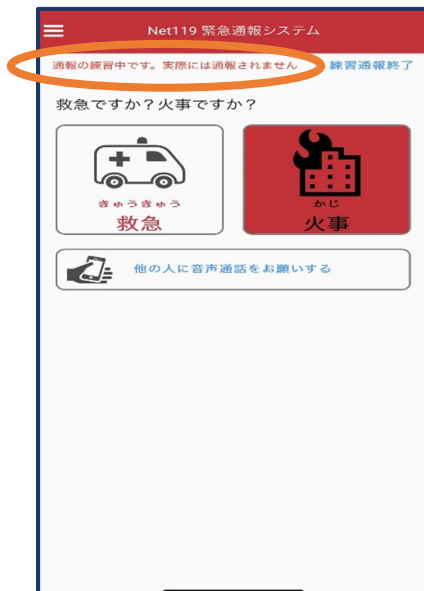 Net119 緊急通報システム
通報の練習中です。実際には通報されません 練習通報終了
救急ですか？火事ですか？
きゅうきゅう かじ
救急 火事
他の人に音声通話をお願いする